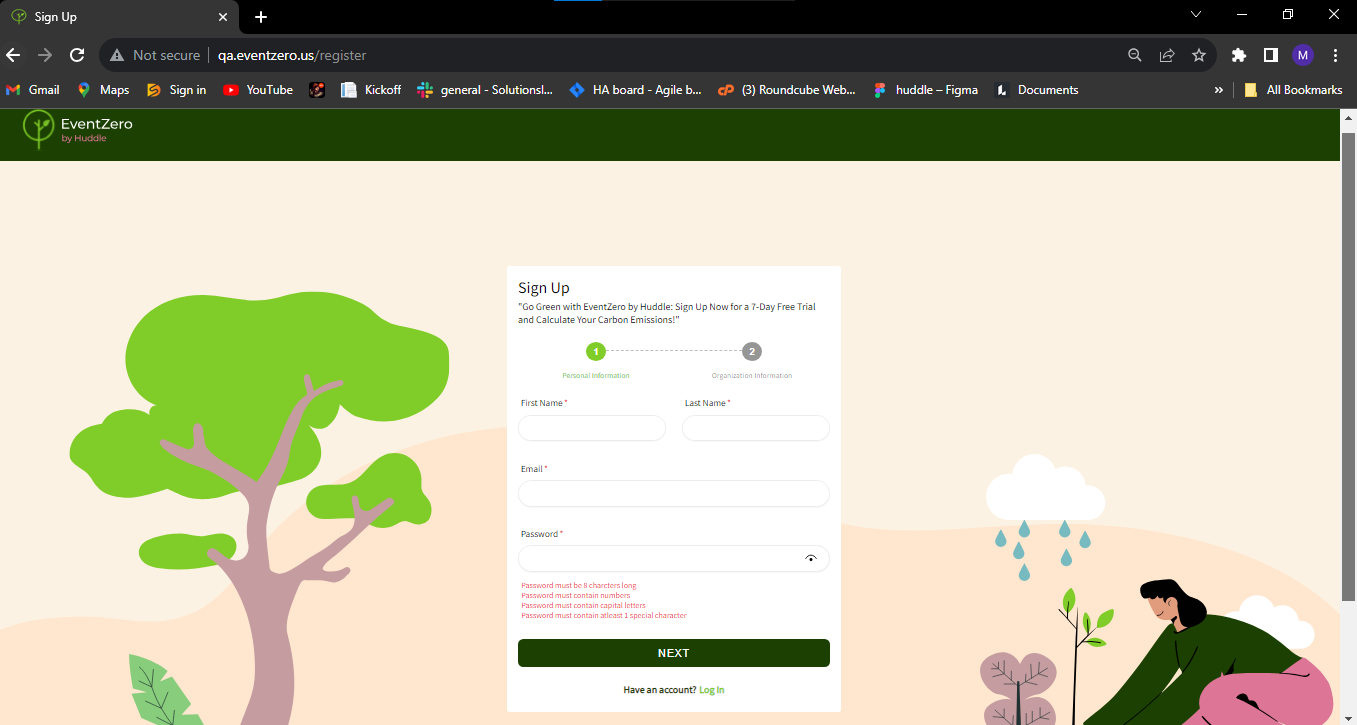 Sign Up
Not secure qa.eventzero.us/register
M
Gmail Maps Sign in YouTube Kickoff general - Solutionsl... HA board - Agile b... (3) Roundcube Web... huddle – Figma Documents » All Bookmarks
EventZero
by Huddle
Sign Up
"Go Green with EventZero by Huddle: Sign Up Now for a 7-Day Free Trial
and Calculate Your Carbon Emissions!"
1 2
Personal Information Organization Information
First Name * Last Name *
Email *
Password *
Password must be 8 charcters long
Password must contain numbers
Password must contain capital letters
Password must contain atleast 1 special character
NEXT
Have an account? Log In